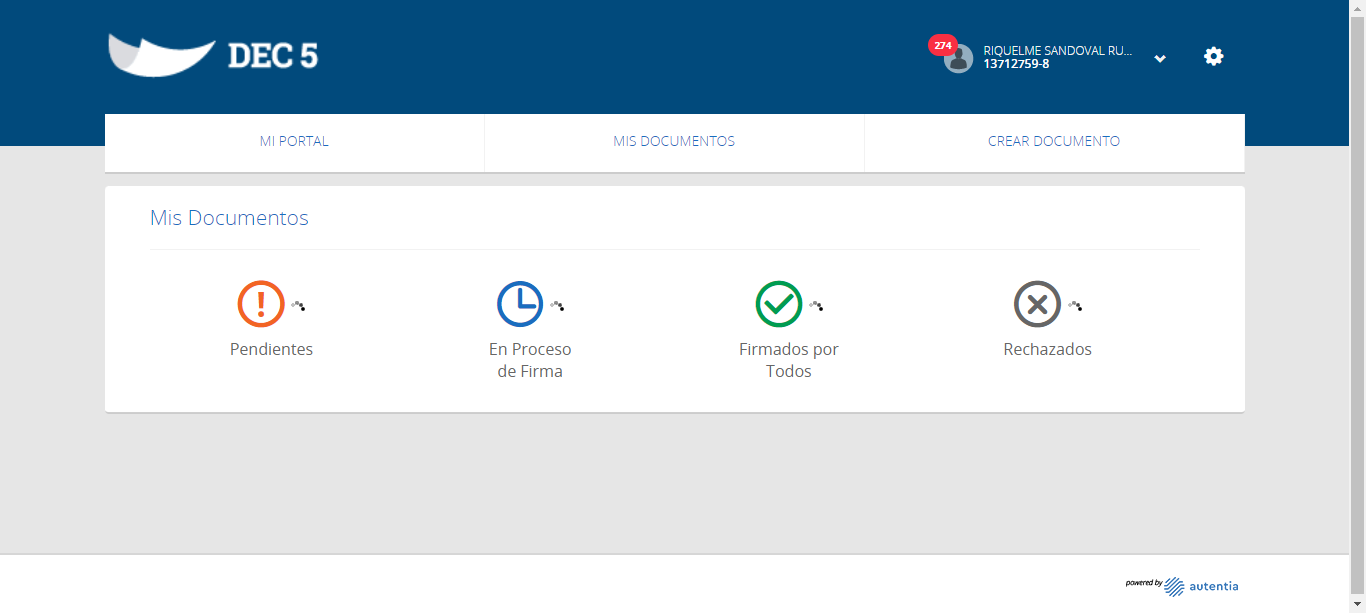 DEC 5
274
RIQUELME SANDOVAL RU...
13712759-8
MI PORTAL
MIS DOCUMENTOS
CREAR DOCUMENTO
Mis Documentos
Pendientes
En Proceso
de Firma
Firmados por
Todos
Rechazados
powered by autentia